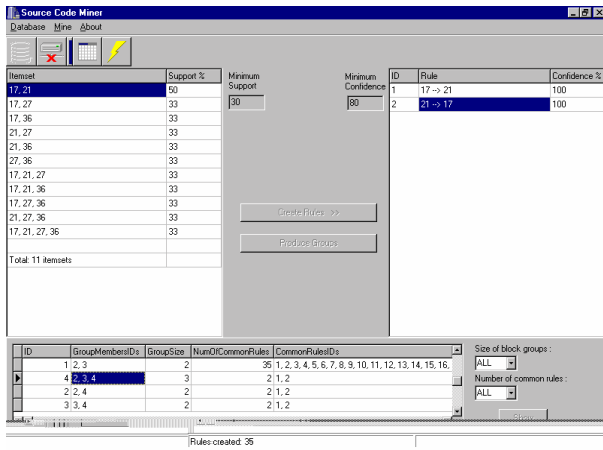 Source Code Miner
Database Mine About
Itemset Support %
17, 21 50
17, 27 33
17, 36 33
21, 27 33
21, 36 33
27, 36 33
17, 21, 27 33
17, 21, 36 33
17, 27, 36 33
21, 27, 36 33
17, 21, 27, 36 33
Total: 11 itemsets
Minimum Support
30
Minimum Confidence
80
Create Rules >>
Produce Groups
ID Rule Confidence %
1 17 --> 21 100
2 21 --> 17 100
ID GroupMembersIDs GroupSize NumOfCommonRules CommonRulesIDs
1 2, 3 2 35 1, 2, 3, 4, 5, 6, 7, 8, 9, 10, 11, 12, 13, 14, 15, 16,
4 2, 3, 4 3 2 1, 2
2 2, 4 2 2 1, 2
3 3, 4 2 2 1, 2
Size of block groups :
ALL
Number of common rules :
ALL
Show
Rules created: 35